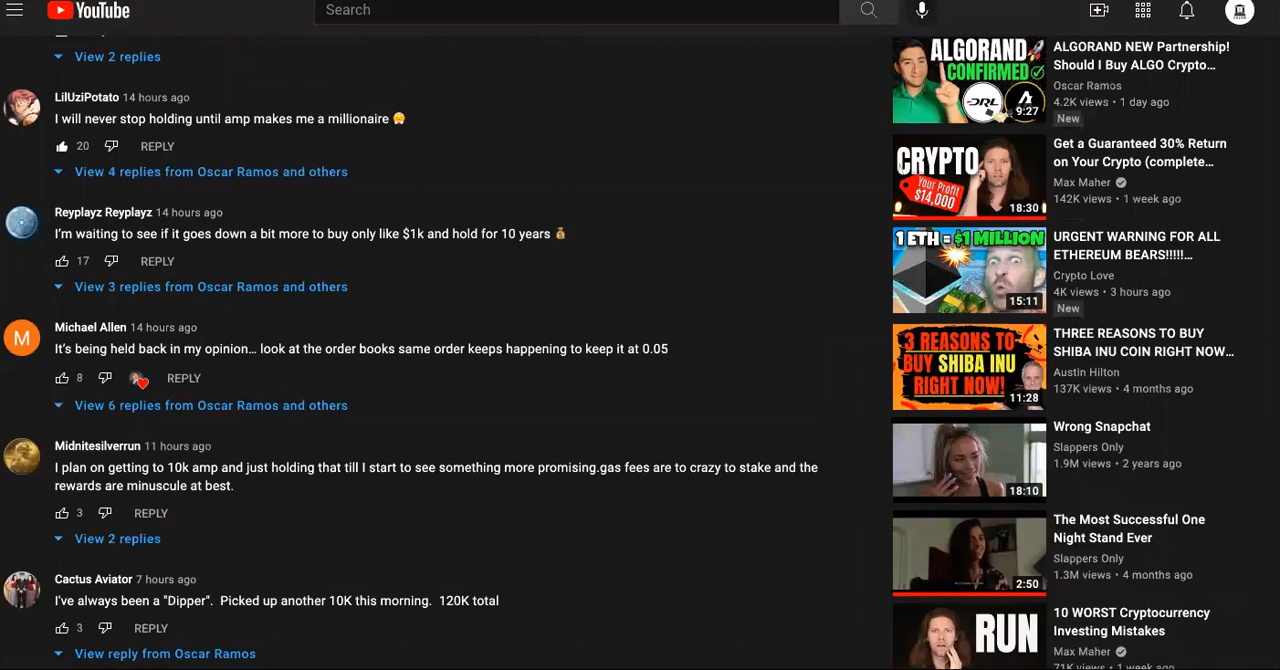 YouTube
Search
View 2 replies
LilUziPotato 14 hours ago
I will never stop holding until amp makes me a millionaire
20 REPLY
View 4 replies from Oscar Ramos and others
Reyplayz Reyplayz 14 hours ago
I'm waiting to see if it goes down a bit more to buy only like $1k and hold for 10 years
17 REPLY
View 3 replies from Oscar Ramos and others
M
Michael Allen 14 hours ago
It's being held back in my opinion… look at the order books same order keeps happening to keep it at 0.05
8 REPLY
View 6 replies from Oscar Ramos and others
Midnitesilverrun 11 hours ago
I plan on getting to 10k amp and just holding that till I start to see something more promising.gas fees are to crazy to stake and the
rewards are minuscule at best.
3 REPLY
View 2 replies
Cactus Aviator 7 hours ago
I've always been a "Dipper". Picked up another 10K this morning. 120K total
3 REPLY
View reply from Oscar Ramos
ALGORAND
CONFIRMED
DRL
9:27
ALGORAND NEW Partnership!
Should I Buy ALGO Crypto…
Oscar Ramos
4.2K views • 1 day ago
New
CRYPTO
Your Profit
$14,000
18:30
Get a Guaranteed 30% Return
on Your Crypto (complete…
Max Maher
142K views • 1 week ago
1 ETH = $1 MILLION
15:11
URGENT WARNING FOR ALL
ETHEREUM BEARS!!!!!…
Crypto Love
4K views • 3 hours ago
New
3 REASONS TO
BUY SHIBA INU
RIGHT NOW!
11:28
THREE REASONS TO BUY
SHIBA INU COIN RIGHT NOW…
Austin Hilton
137K views • 4 months ago
18:10
Wrong Snapchat
Slappers Only
1.9M views • 2 years ago
2:50
The Most Successful One
Night Stand Ever
Slappers Only
1.3M views • 4 months ago
RUN
10 WORST Cryptocurrency
Investing Mistakes
Max Maher
71K views • 1 week ago